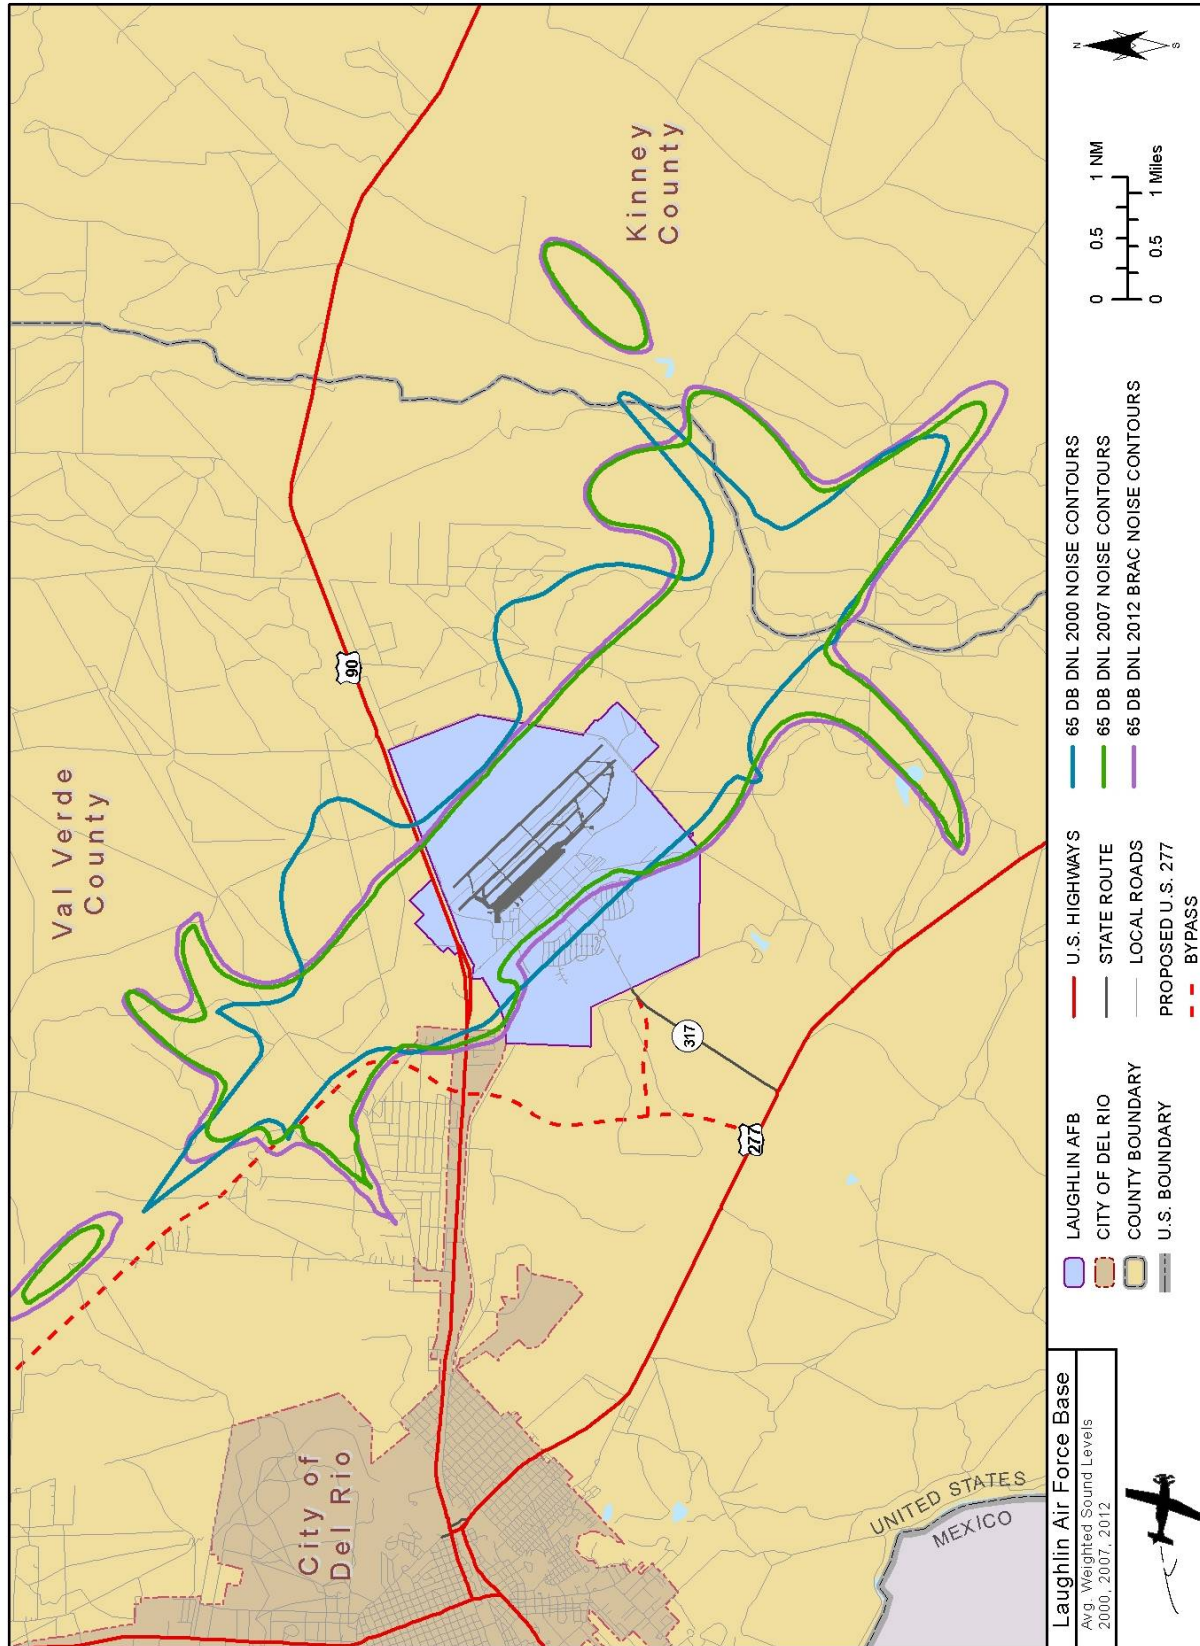 Val Verde
County
Kinney
County
City of
Del Rio
90
277
317
UNITED STATES
MEXICO
Laughlin Air Force Base
Avg. Weighted Sound Levels
2000, 2007, 2012
LAUGHLIN AFB
CITY OF DEL RIO
COUNTY BOUNDARY
U.S. BOUNDARY
U.S. HIGHWAYS
STATE ROUTE
LOCAL ROADS
PROPOSED U.S. 277
BYPASS
65 DB DNL 2000 NOISE CONTOURS
65 DB DNL 2007 NOISE CONTOURS
65 DB DNL 2012 BRAC NOISE CONTOURS
0 0.5 1 NM
0 0.5 1 Miles
N
S